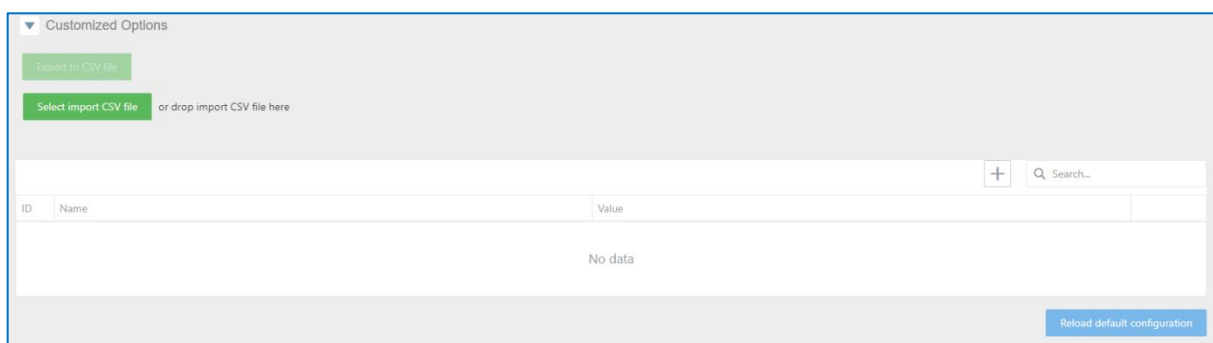 Customized Options
Export to CSV file
Select import CSV file or drop import CSV file here
Search...
ID Name Value
No data
Reload default configuration